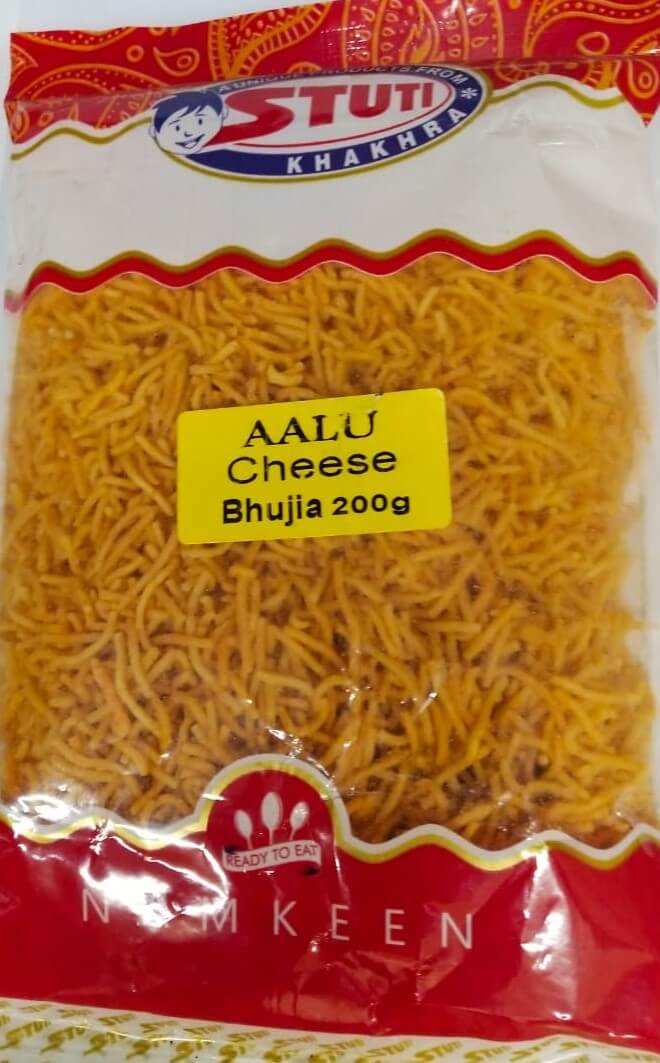 A UNIQUE PRODUCTS FROM
STUTI
KHAKHRA
AALU
Cheese
Bhujia 200g
READY TO EAT
NAMKEEN